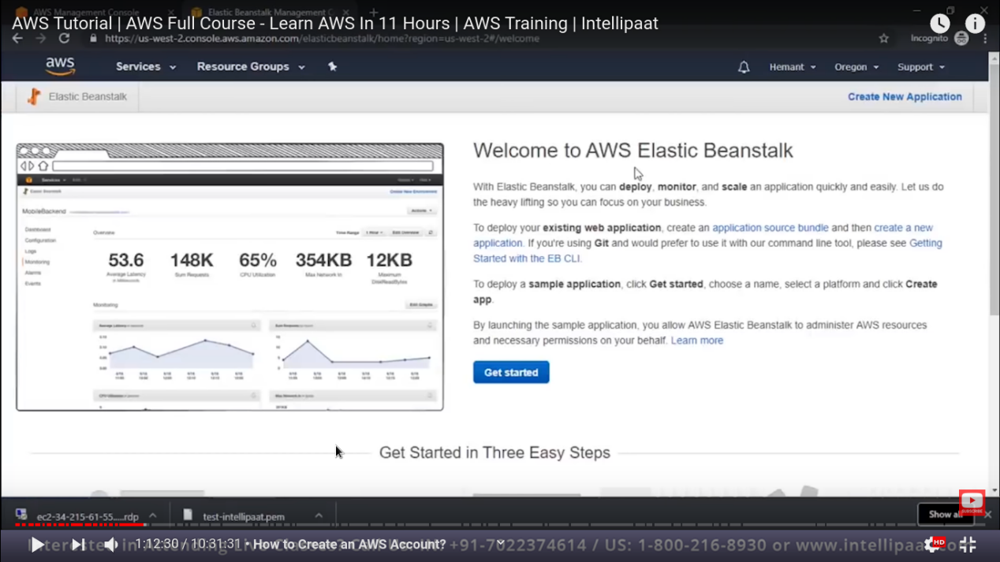 AWS Management Console
Elastic Beanstalk Management C
AWS Tutorial | AWS Full Course - Learn AWS In 11 Hours | AWS Training | Intellipaat
https://us-west-2.console.aws.amazon.com/elasticbeanstalk/home?region=us-west-2#/welcome
Incognito
aws Services Resource Groups Hemant Oregon Support
Elastic Beanstalk Create New Application
Welcome to AWS Elastic Beanstalk
With Elastic Beanstalk, you can deploy, monitor, and scale an application quickly and easily. Let us do
the heavy lifting so you can focus on your business.
To deploy your existing web application, create an application source bundle and then create a new
application. If you're using Git and would prefer to use it with our command line tool, please see Getting
Started with the EB CLI.
To deploy a sample application, click Get started, choose a name, select a platform and click Create
app.
By launching the sample application, you allow AWS Elastic Beanstalk to administer AWS resources
and necessary permissions on your behalf. Learn more
Get started
Services
Elastic Beanstalk
Create New Environment
MobileBackend
Actions
Dashboard
Configuration
Logs
Monitoring
Alarms
Events
Overview Time Range 1 Hour Edit Overview
53.6 148K 65% 354KB 12KB
Average Latency Sum Requests CPU Utilization Max Network In Maximum
DiskReadBytes
Monitoring Edit Graphs
Get Started in Three Easy Steps
ec2-34-215-61-55.....rdp
test-intellipaat.pem
Show all
SUBSCRIBE
1:12:30 / 10:31:31 • How to Create an AWS Account?
+91-7022374614 / US: 1-800-216-8930 or www.intellipaat.com
HD